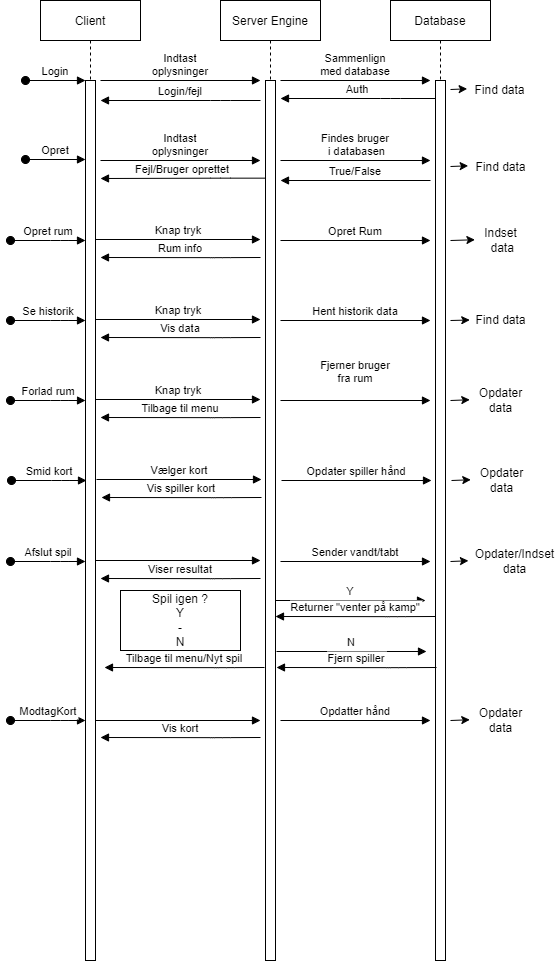 Client
Server Engine
Database
Login
Indtast
oplysninger
Sammenlign
med database
Login/fejl
Auth
Find data
Opret
Indtast
oplysninger
Findes bruger
i databasen
Fejl/Bruger oprettet
True/False
Find data
Opret rum
Knap tryk
Opret Rum
Indset
data
Rum info
Se historik
Knap tryk
Hent historik data
Find data
Vis data
Fjerner bruger
fra rum
Forlad rum
Knap tryk
Opdater
data
Tilbage til menu
Smid kort
Vælger kort
Opdater spiller hånd
Opdater
data
Vis spiller kort
Afslut spil
Sender vandt/tabt
Opdater/Indset
data
Viser resultat
Spil igen ?
Y
-
N
Y
Returner "venter på kamp"
N
Tilbage til menu/Nyt spil
Fjern spiller
ModtagKort
Opdatter hånd
Opdater
data
Vis kort